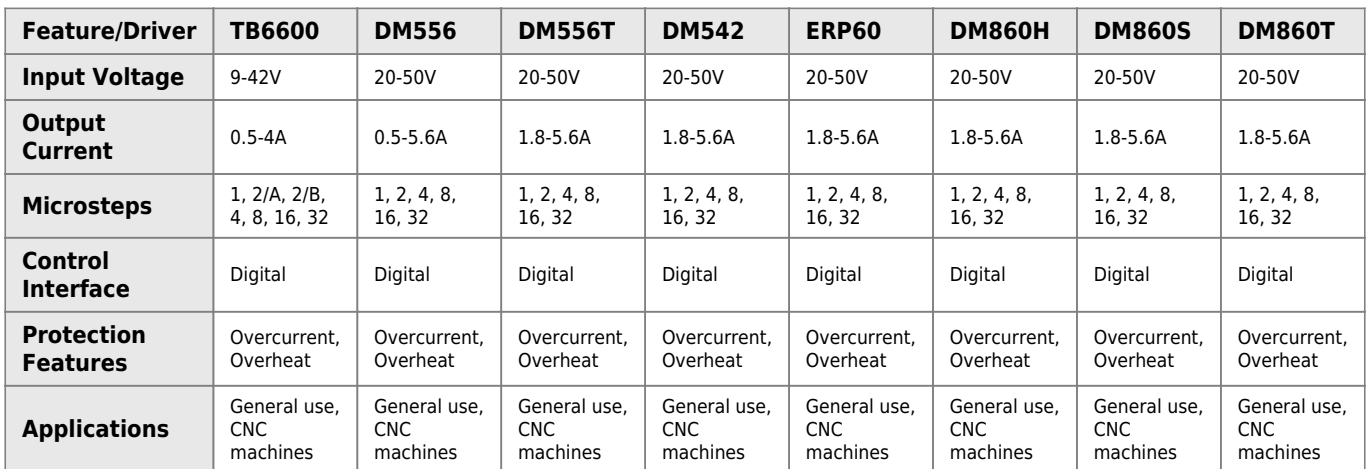 Feature/Driver TB6600 DM556 DM556T DM542 ERP60 DM860H DM860S DM860T
Input Voltage 9-42V 20-50V 20-50V 20-50V 20-50V 20-50V 20-50V 20-50V
Output
Current 0.5-4A 0.5-5.6A 1.8-5.6A 1.8-5.6A 1.8-5.6A 1.8-5.6A 1.8-5.6A 1.8-5.6A
Microsteps 1, 2/A, 2/B, 1, 2, 4, 8, 1, 2, 4, 8, 1, 2, 4, 8, 1, 2, 4, 8, 1, 2, 4, 8, 1, 2, 4, 8, 1, 2, 4, 8,
4, 8, 16, 32 16, 32 16, 32 16, 32 16, 32 16, 32 16, 32 16, 32
Control
Interface Digital Digital Digital Digital Digital Digital Digital Digital
Protection Overcurrent, Overcurrent, Overcurrent, Overcurrent, Overcurrent, Overcurrent, Overcurrent, Overcurrent,
Features Overheat Overheat Overheat Overheat Overheat Overheat Overheat Overheat
General use, General use, General use, General use, General use, General use, General use, General use,
Applications CNC CNC CNC CNC CNC CNC CNC CNC
machines machines machines machines machines machines machines machines